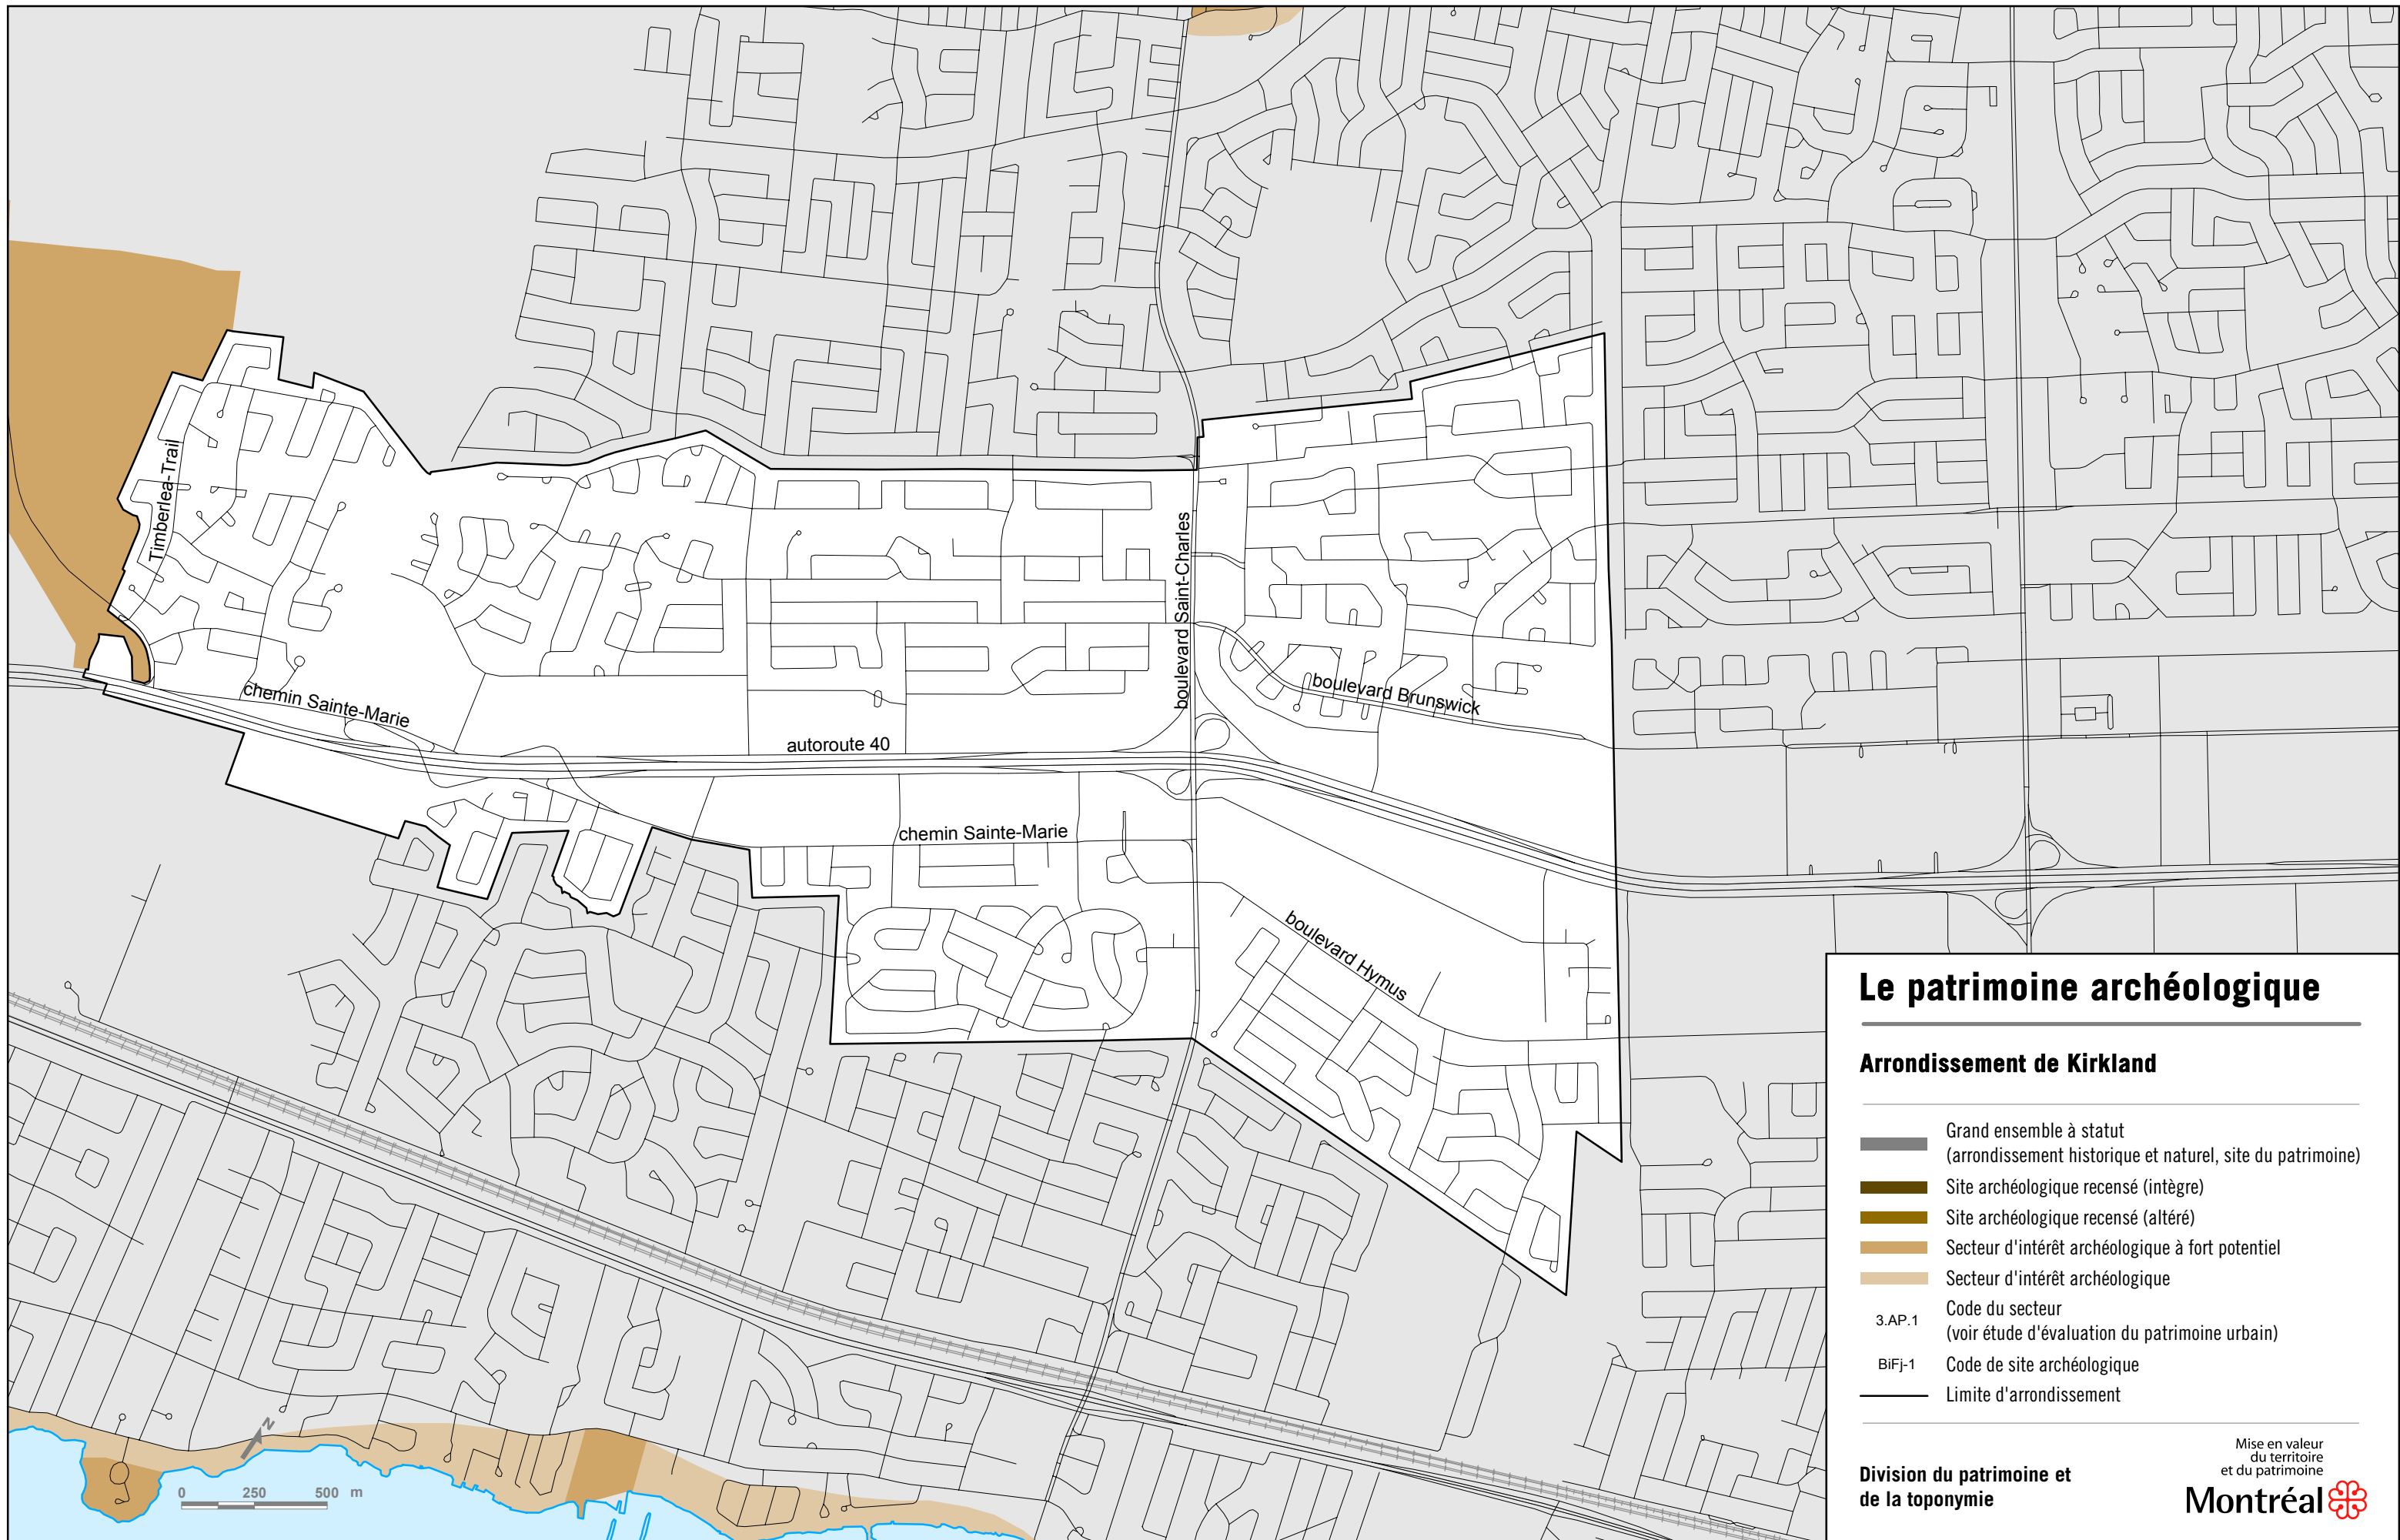 Timberlea-Trail
boulevard Saint-Charles
boulevard Brunswick
chemin Sainte-Marie
autoroute 40
chemin Sainte-Marie
boulevard Hymus
N
0 250 500 m
Le patrimoine archéologique
Arrondissement de Kirkland
Grand ensemble à statut
(arrondissement historique et naturel, site du patrimoine)
Site archéologique recensé (intègre)
Site archéologique recensé (altéré)
Secteur d'intérêt archéologique à fort potentiel
Secteur d'intérêt archéologique
3.AP.1 Code du secteur
(voir étude d'évaluation du patrimoine urbain)
BiFj-1 Code de site archéologique
Limite d'arrondissement
Division du patrimoine et
de la toponymie
Mise en valeur
du territoire
et du patrimoine
Montréal